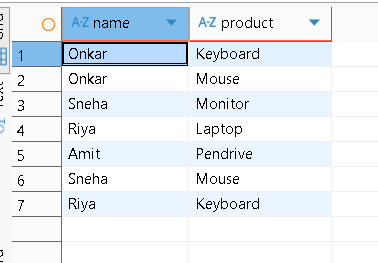 A-Z name A-Z product
1 Onkar Keyboard
2 Onkar Mouse
3 Sneha Monitor
4 Riya Laptop
5 Amit Pendrive
6 Sneha Mouse
7 Riya Keyboard